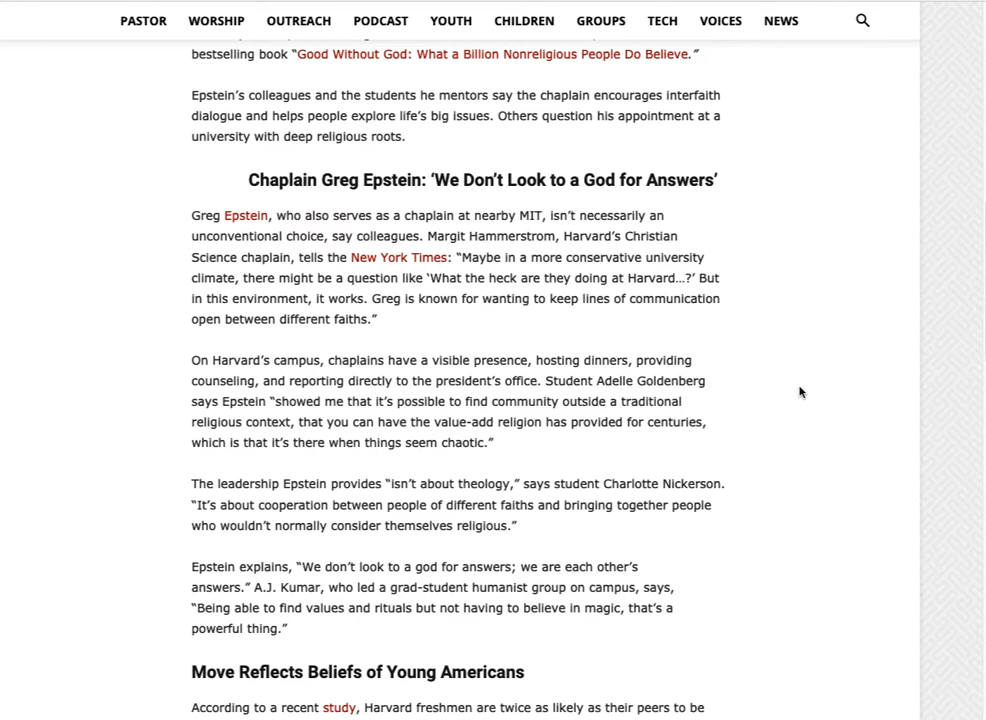 PASTOR WORSHIP OUTREACH PODCAST YOUTH CHILDREN GROUPS TECH VOICES NEWS
bestselling book “Good Without God: What a Billion Nonreligious People Do Believe.”
Epstein’s colleagues and the students he mentors say the chaplain encourages interfaith
dialogue and helps people explore life’s big issues. Others question his appointment at a
university with deep religious roots.
Chaplain Greg Epstein: ‘We Don’t Look to a God for Answers’
Greg Epstein, who also serves as a chaplain at nearby MIT, isn’t necessarily an
unconventional choice, say colleagues. Margit Hammerstrom, Harvard’s Christian
Science chaplain, tells the New York Times: “Maybe in a more conservative university
climate, there might be a question like ‘What the heck are they doing at Harvard…?’ But
in this environment, it works. Greg is known for wanting to keep lines of communication
open between different faiths.”
On Harvard’s campus, chaplains have a visible presence, hosting dinners, providing
counseling, and reporting directly to the president’s office. Student Adelle Goldenberg
says Epstein “showed me that it’s possible to find community outside a traditional
religious context, that you can have the value-add religion has provided for centuries,
which is that it’s there when things seem chaotic.”
The leadership Epstein provides “isn’t about theology,” says student Charlotte Nickerson.
“It’s about cooperation between people of different faiths and bringing together people
who wouldn’t normally consider themselves religious.”
Epstein explains, “We don’t look to a god for answers; we are each other’s
answers.” A.J. Kumar, who led a grad-student humanist group on campus, says,
“Being able to find values and rituals but not having to believe in magic, that’s a
powerful thing.”
Move Reflects Beliefs of Young Americans
According to a recent study, Harvard freshmen are twice as likely as their peers to be